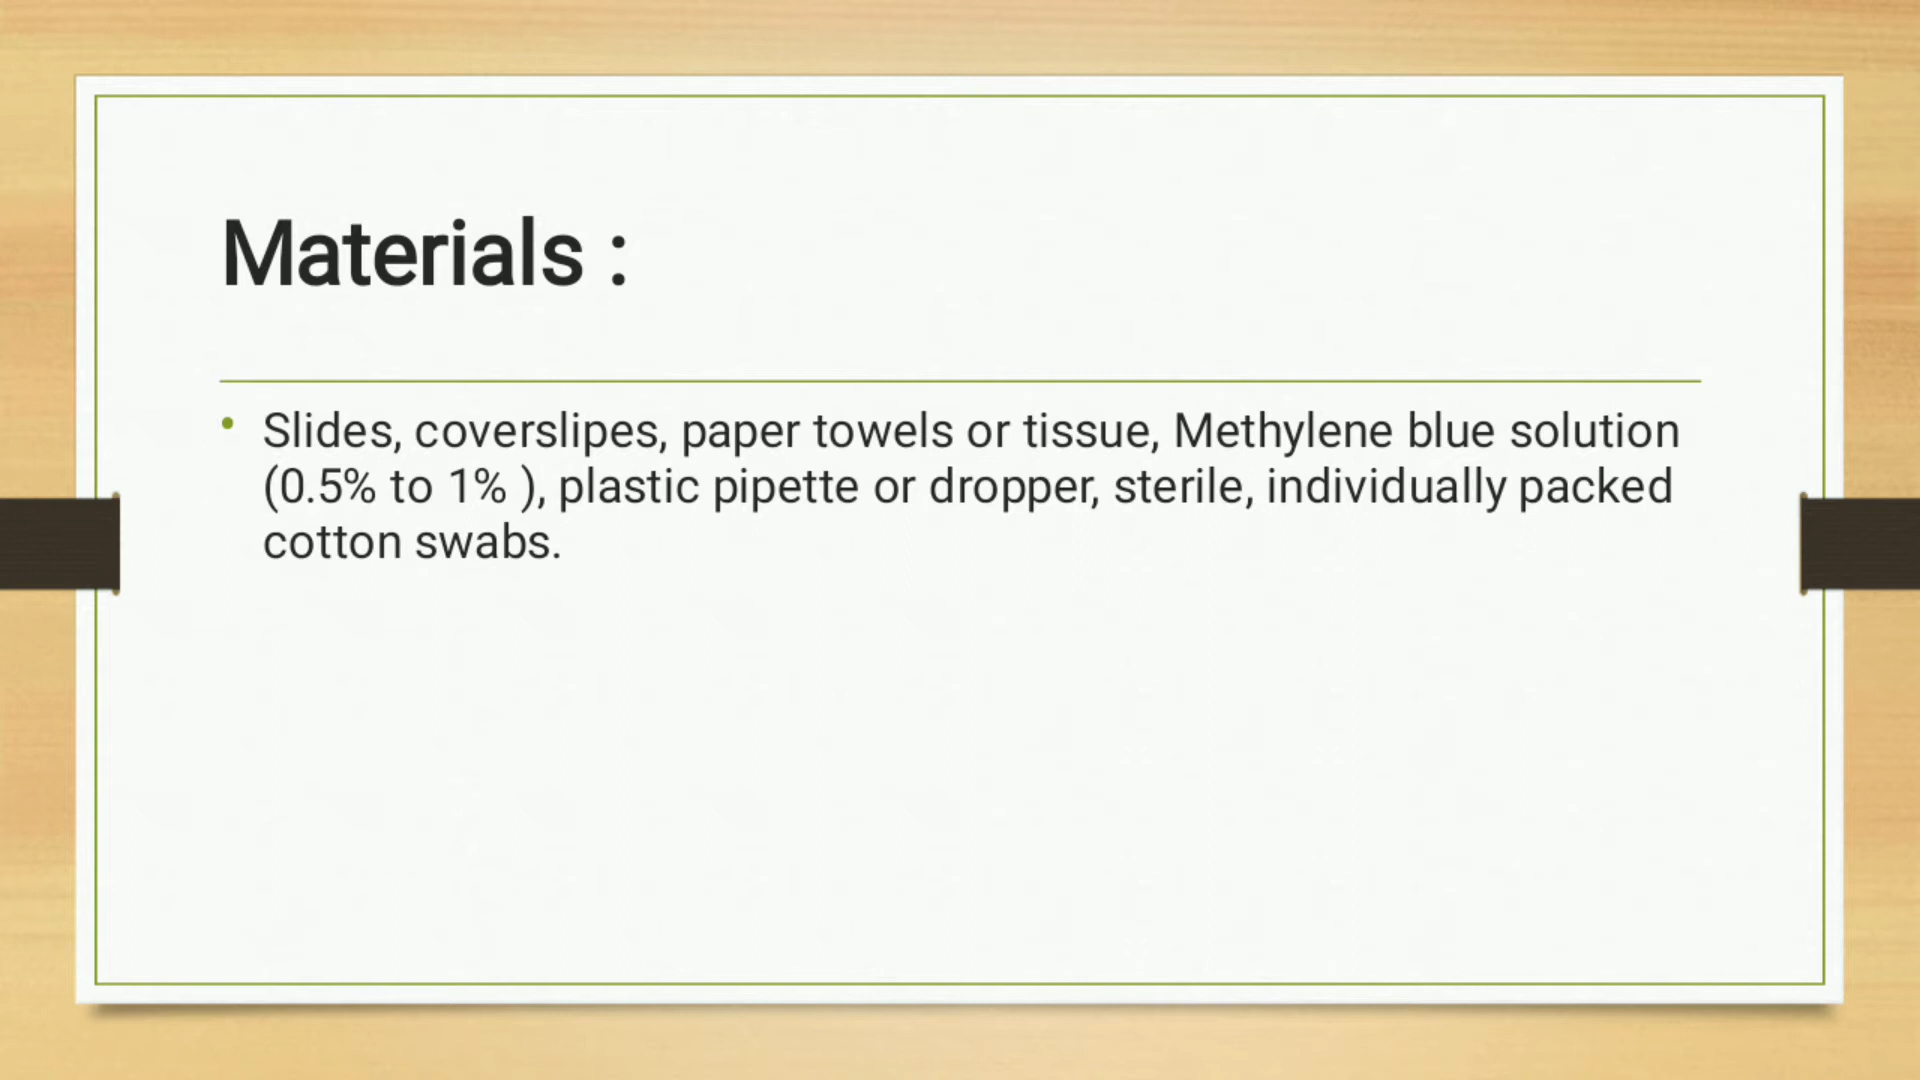 Materials :
• Slides, coverslipes, paper towels or tissue, Methylene blue solution
(0.5% to 1% ), plastic pipette or dropper, sterile, individually packed
cotton swabs.